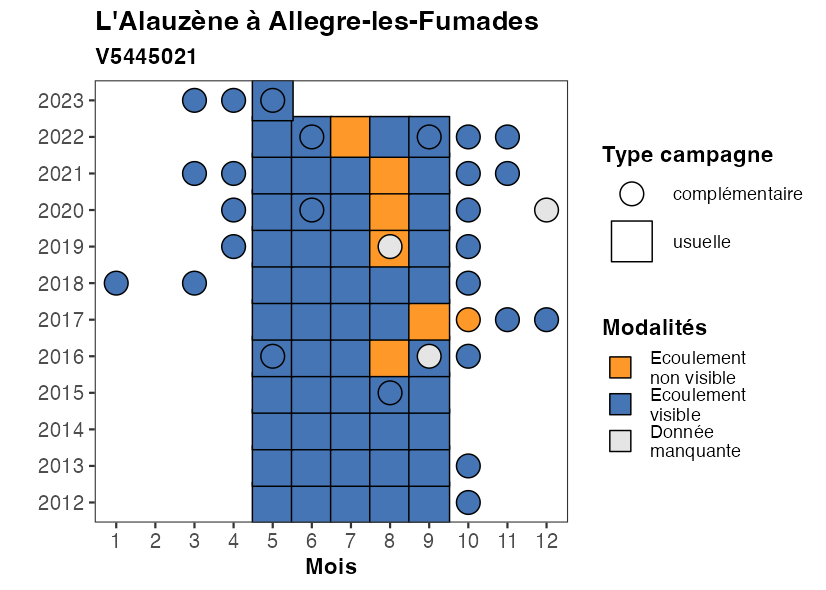 L'Alauzène à Allegre-les-Fumades
V5445021
2023
2022
2021
2020
2019
2018
2017
2016
2015
2014
2013
2012
1 2 3 4 5 6 7 8 9 10 11 12
Mois
Type campagne
complémentaire
usuelle
Modalités
Ecoulement
non visible
Ecoulement
visible
Donnée
manquante